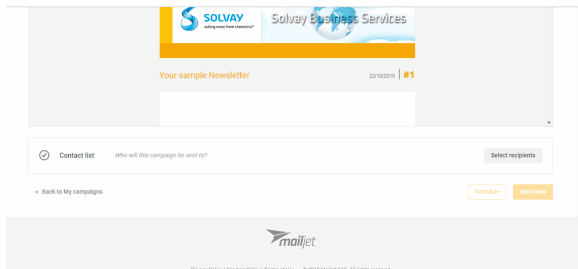 SOLVAY
asking more from chemistry®
Solvay Business Services
Your sample Newsletter
22/10/2019 | #1
Contact list Who will this campaign be sent to? Select recipients
« Back to My campaigns Schedule Send now
mailjet